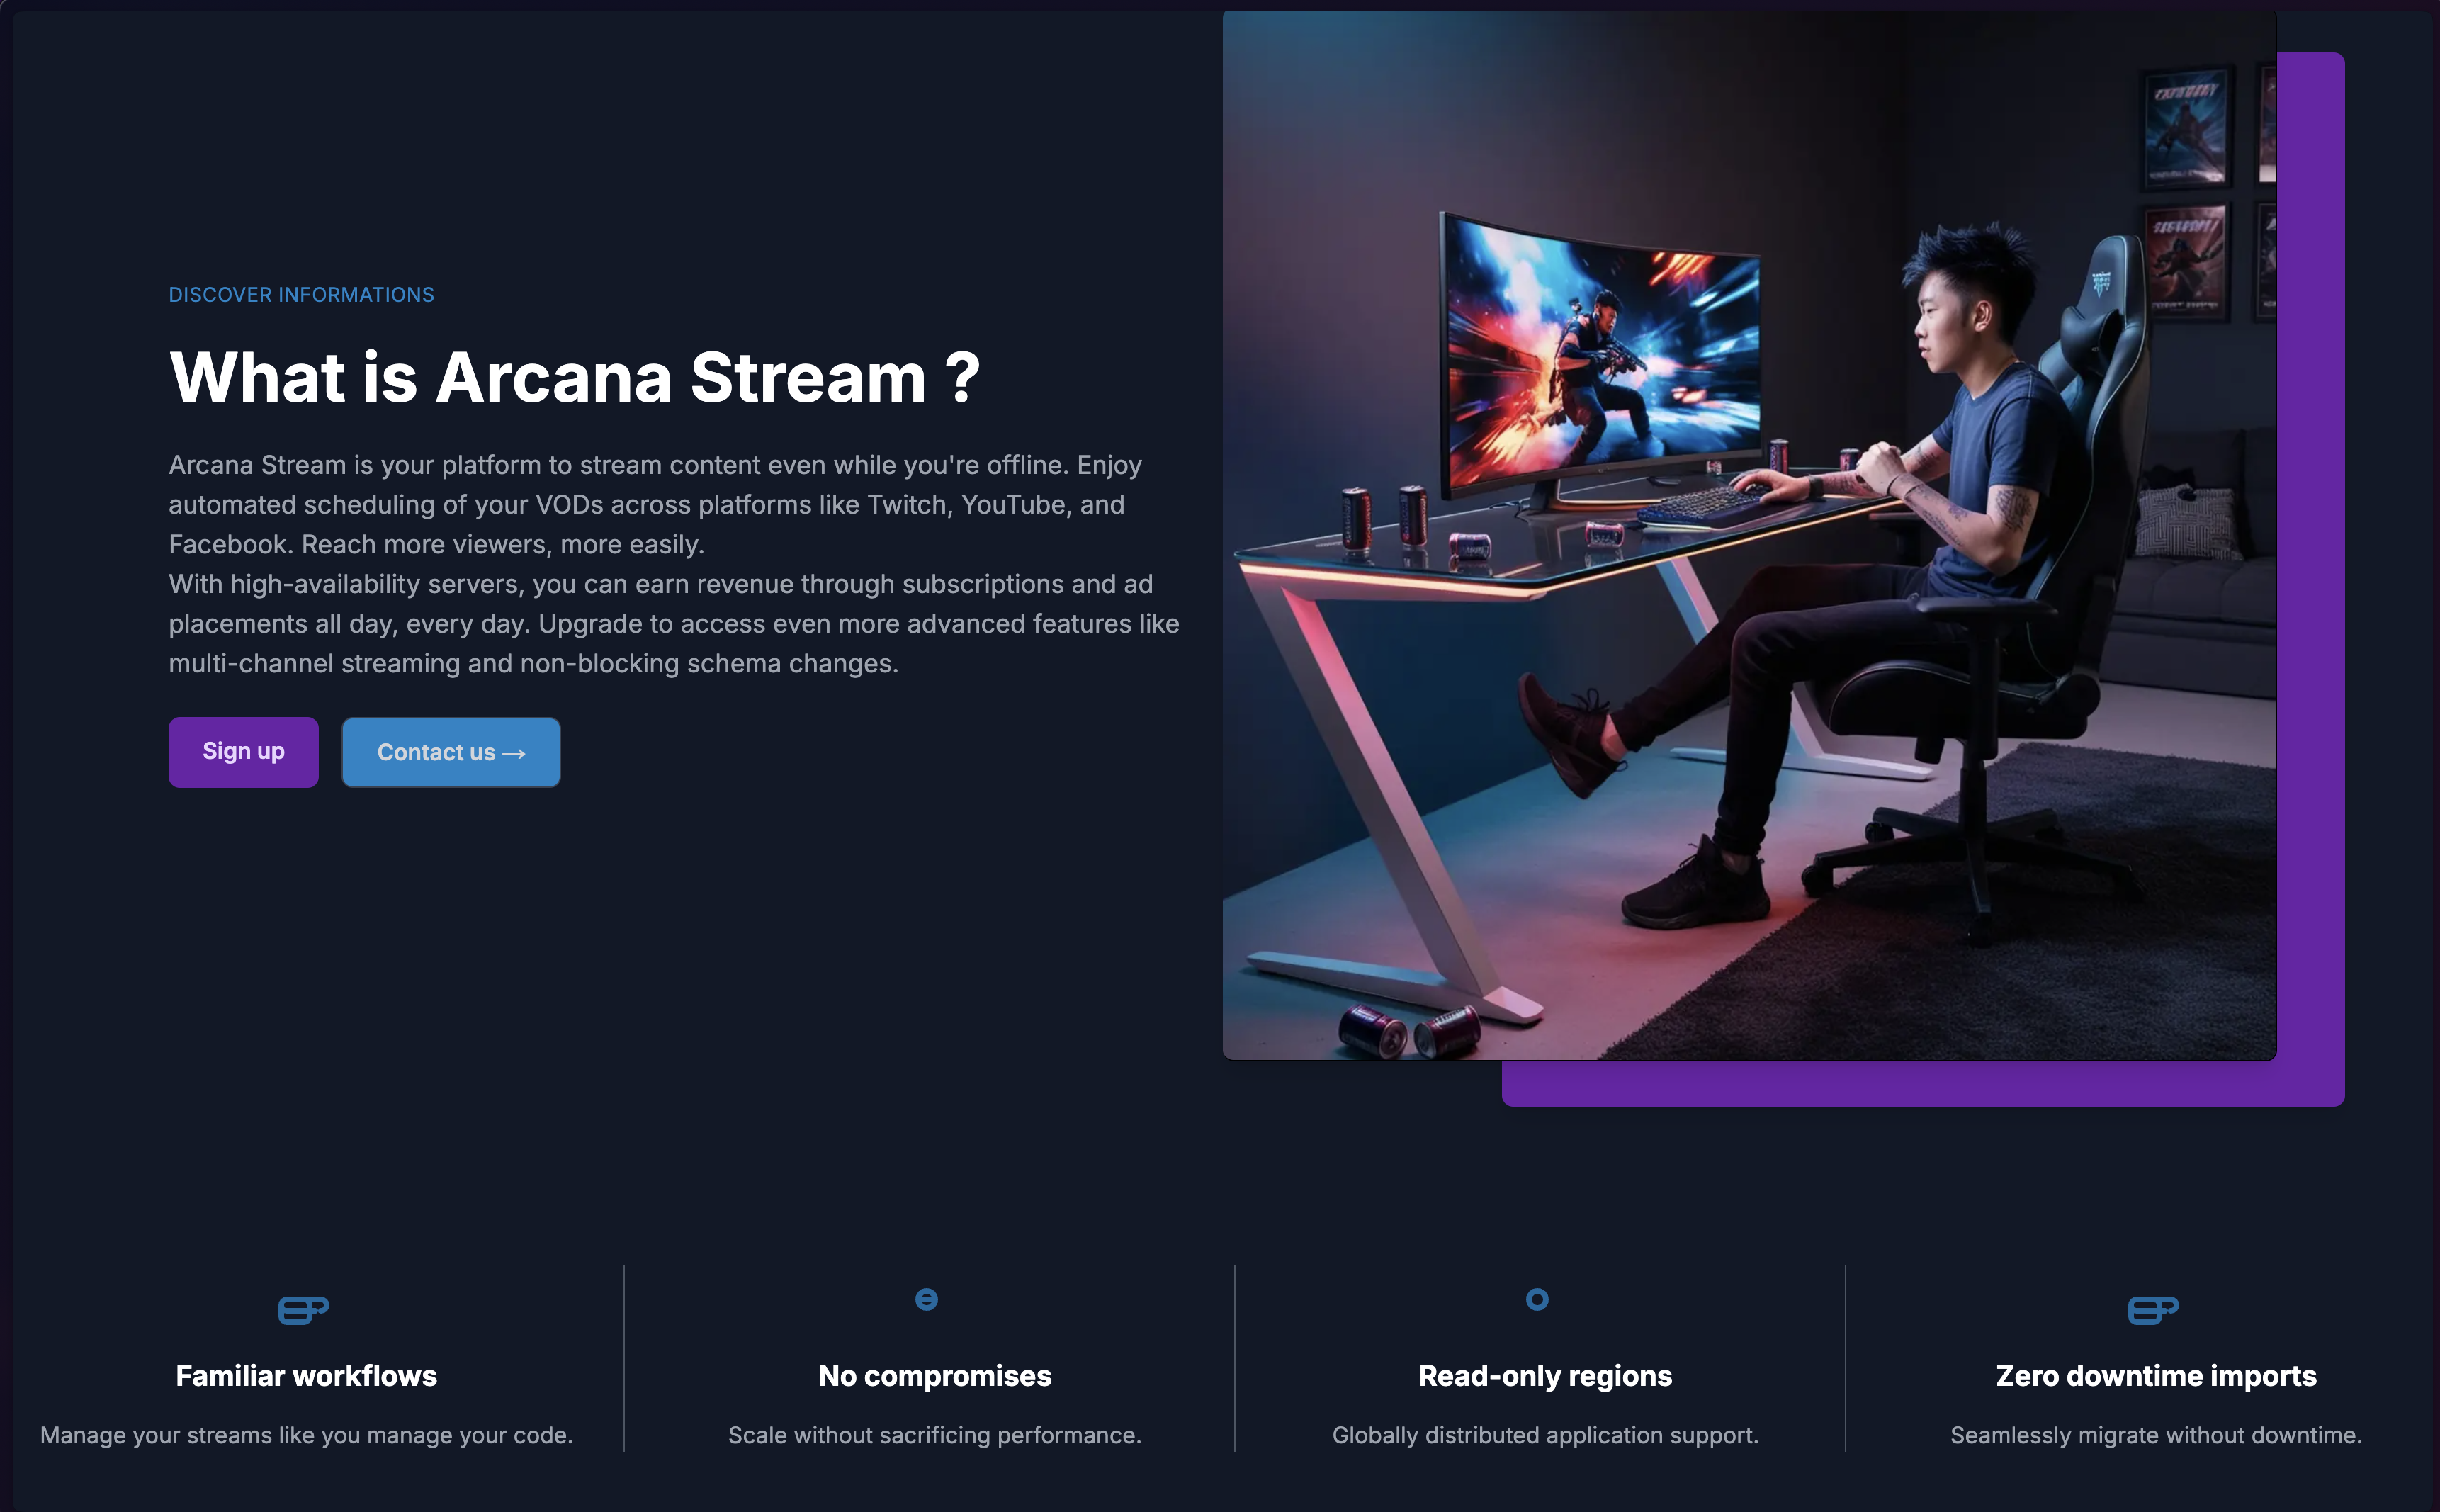 DISCOVER INFORMATIONS
What is Arcana Stream ?
Arcana Stream is your platform to stream content even while you're offline. Enjoy
automated scheduling of your VODs across platforms like Twitch, YouTube, and
Facebook. Reach more viewers, more easily.
With high-availability servers, you can earn revenue through subscriptions and ad
placements all day, every day. Upgrade to access even more advanced features like
multi-channel streaming and non-blocking schema changes.
Sign up
Contact us →
Familiar workflows
Manage your streams like you manage your code.
No compromises
Scale without sacrificing performance.
Read-only regions
Globally distributed application support.
Zero downtime imports
Seamlessly migrate without downtime.